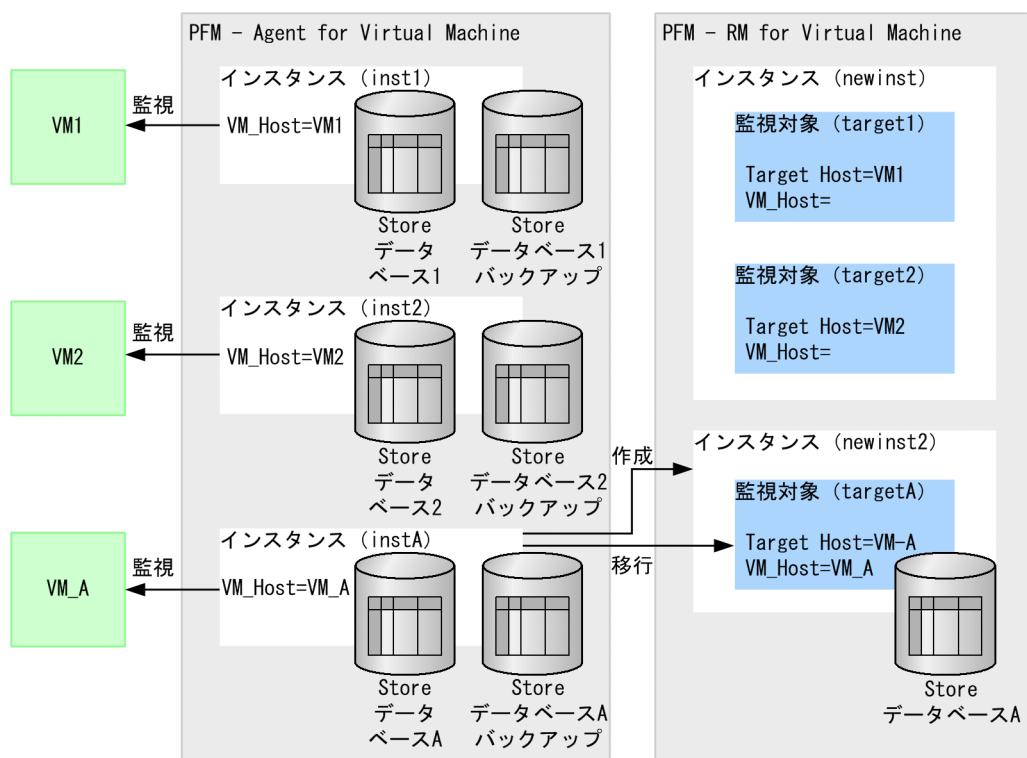 PFM - Agent for Virtual Machine
インスタンス (inst1)
VM1
監視
VM_Host=VM1
Store
データ
ベース1
Store
データベース1
バックアップ
インスタンス (inst2)
VM2
監視
VM_Host=VM2
Store
データ
ベース2
Store
データベース2
バックアップ
インスタンス (instA)
VM_A
監視
VM_Host=VM_A
Store
データ
ベースA
Store
データベースA
バックアップ
作成
移行
PFM - RM for Virtual Machine
インスタンス (newinst)
監視対象 (target1)
Target Host=VM1
VM_Host=
監視対象 (target2)
Target Host=VM2
VM_Host=
インスタンス (newinst2)
監視対象 (targetA)
Target Host=VM-A
VM_Host=VM_A
Store
データベースA